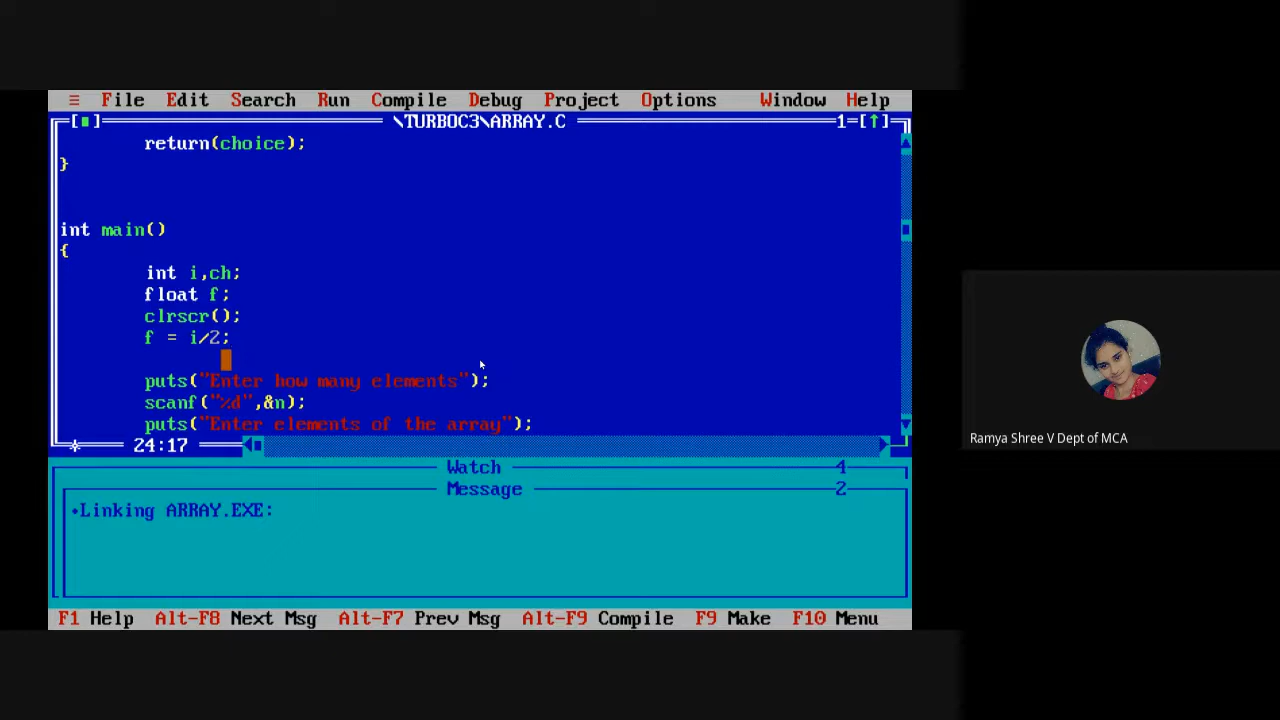 ≡ File Edit Search Run Compile Debug Project Options Window Help
[■] \TURBOC3\ARRAY.C 1=[↑]
return(choice);
}
int main()
{
int i,ch;
float f;
clrscr();
f = i/2;
puts("Enter how many elements");
scanf("%d",&n);
puts("Enter elements of the array");
24:17
Watch 4
Message 2
•Linking ARRAY.EXE:
F1 Help Alt-F8 Next Msg Alt-F7 Prev Msg Alt-F9 Compile F9 Make F10 Menu
Ramya Shree V Dept of MCA